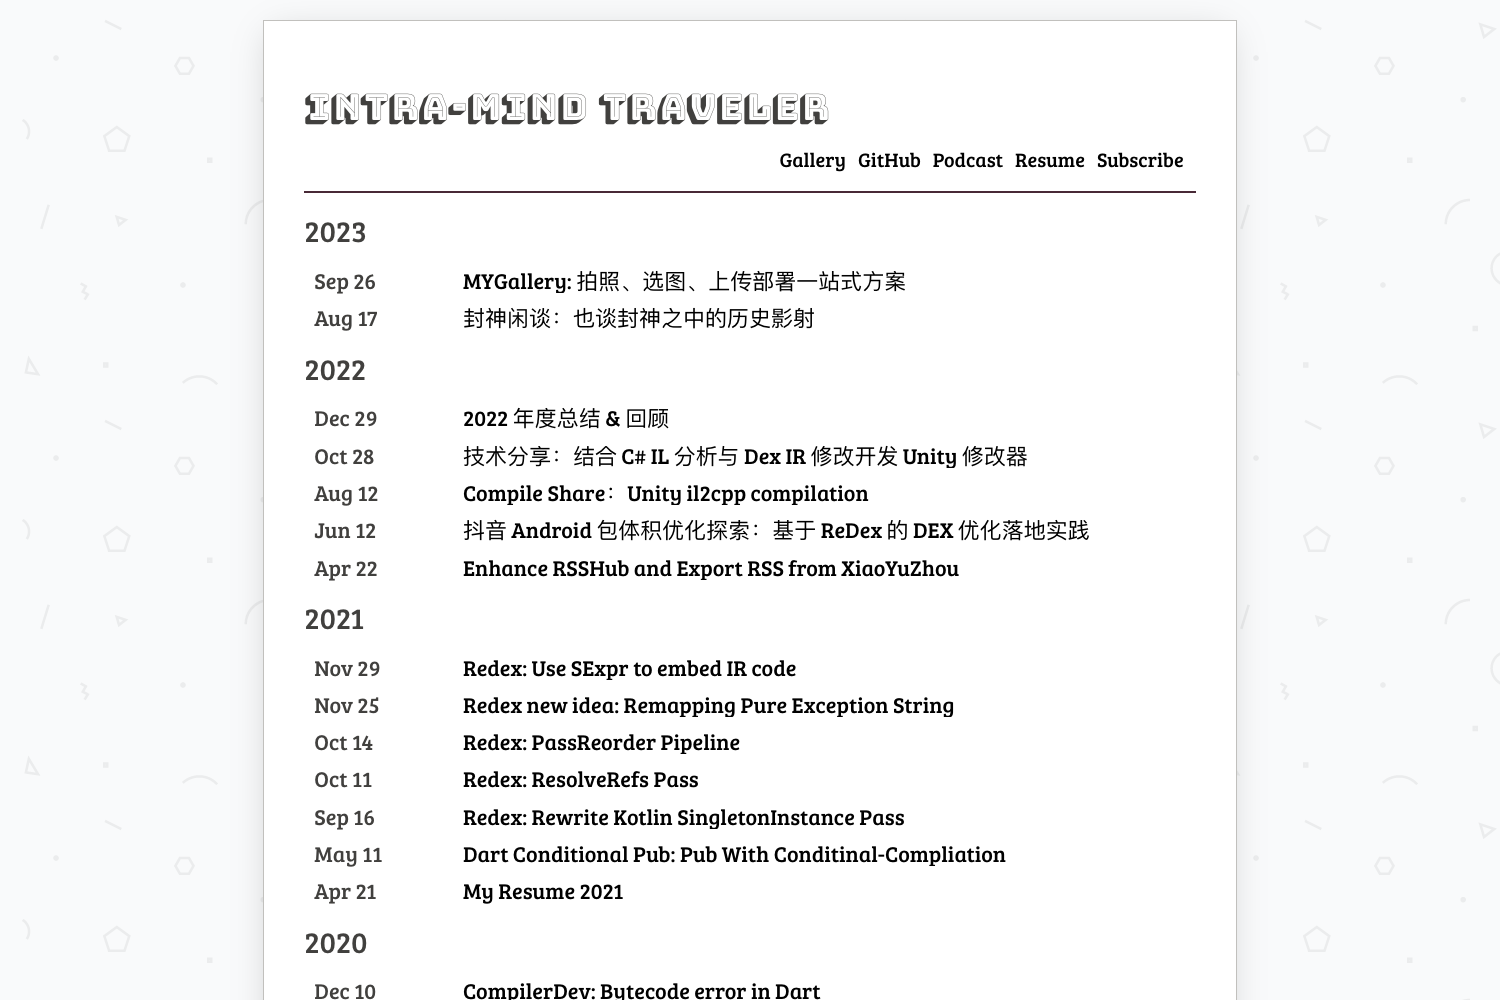 INTRA-MIND TRAVELER
Gallery GitHub Podcast Resume Subscribe
2023
Sep 26 MYGallery: 拍照、选图、上传部署一站式方案
Aug 17 封神闲谈：也谈封神之中的历史影射
2022
Dec 29 2022 年度总结 & 回顾
Oct 28 技术分享：结合 C# IL 分析与 Dex IR 修改开发 Unity 修改器
Aug 12 Compile Share：Unity il2cpp compilation
Jun 12 抖音 Android 包体积优化探索：基于 ReDex 的 DEX 优化落地实践
Apr 22 Enhance RSSHub and Export RSS from XiaoYuZhou
2021
Nov 29 Redex: Use SExpr to embed IR code
Nov 25 Redex new idea: Remapping Pure Exception String
Oct 14 Redex: PassReorder Pipeline
Oct 11 Redex: ResolveRefs Pass
Sep 16 Redex: Rewrite Kotlin SingletonInstance Pass
May 11 Dart Conditional Pub: Pub With Conditinal-Compliation
Apr 21 My Resume 2021
2020
Dec 10 CompilerDev: Bytecode error in Dart